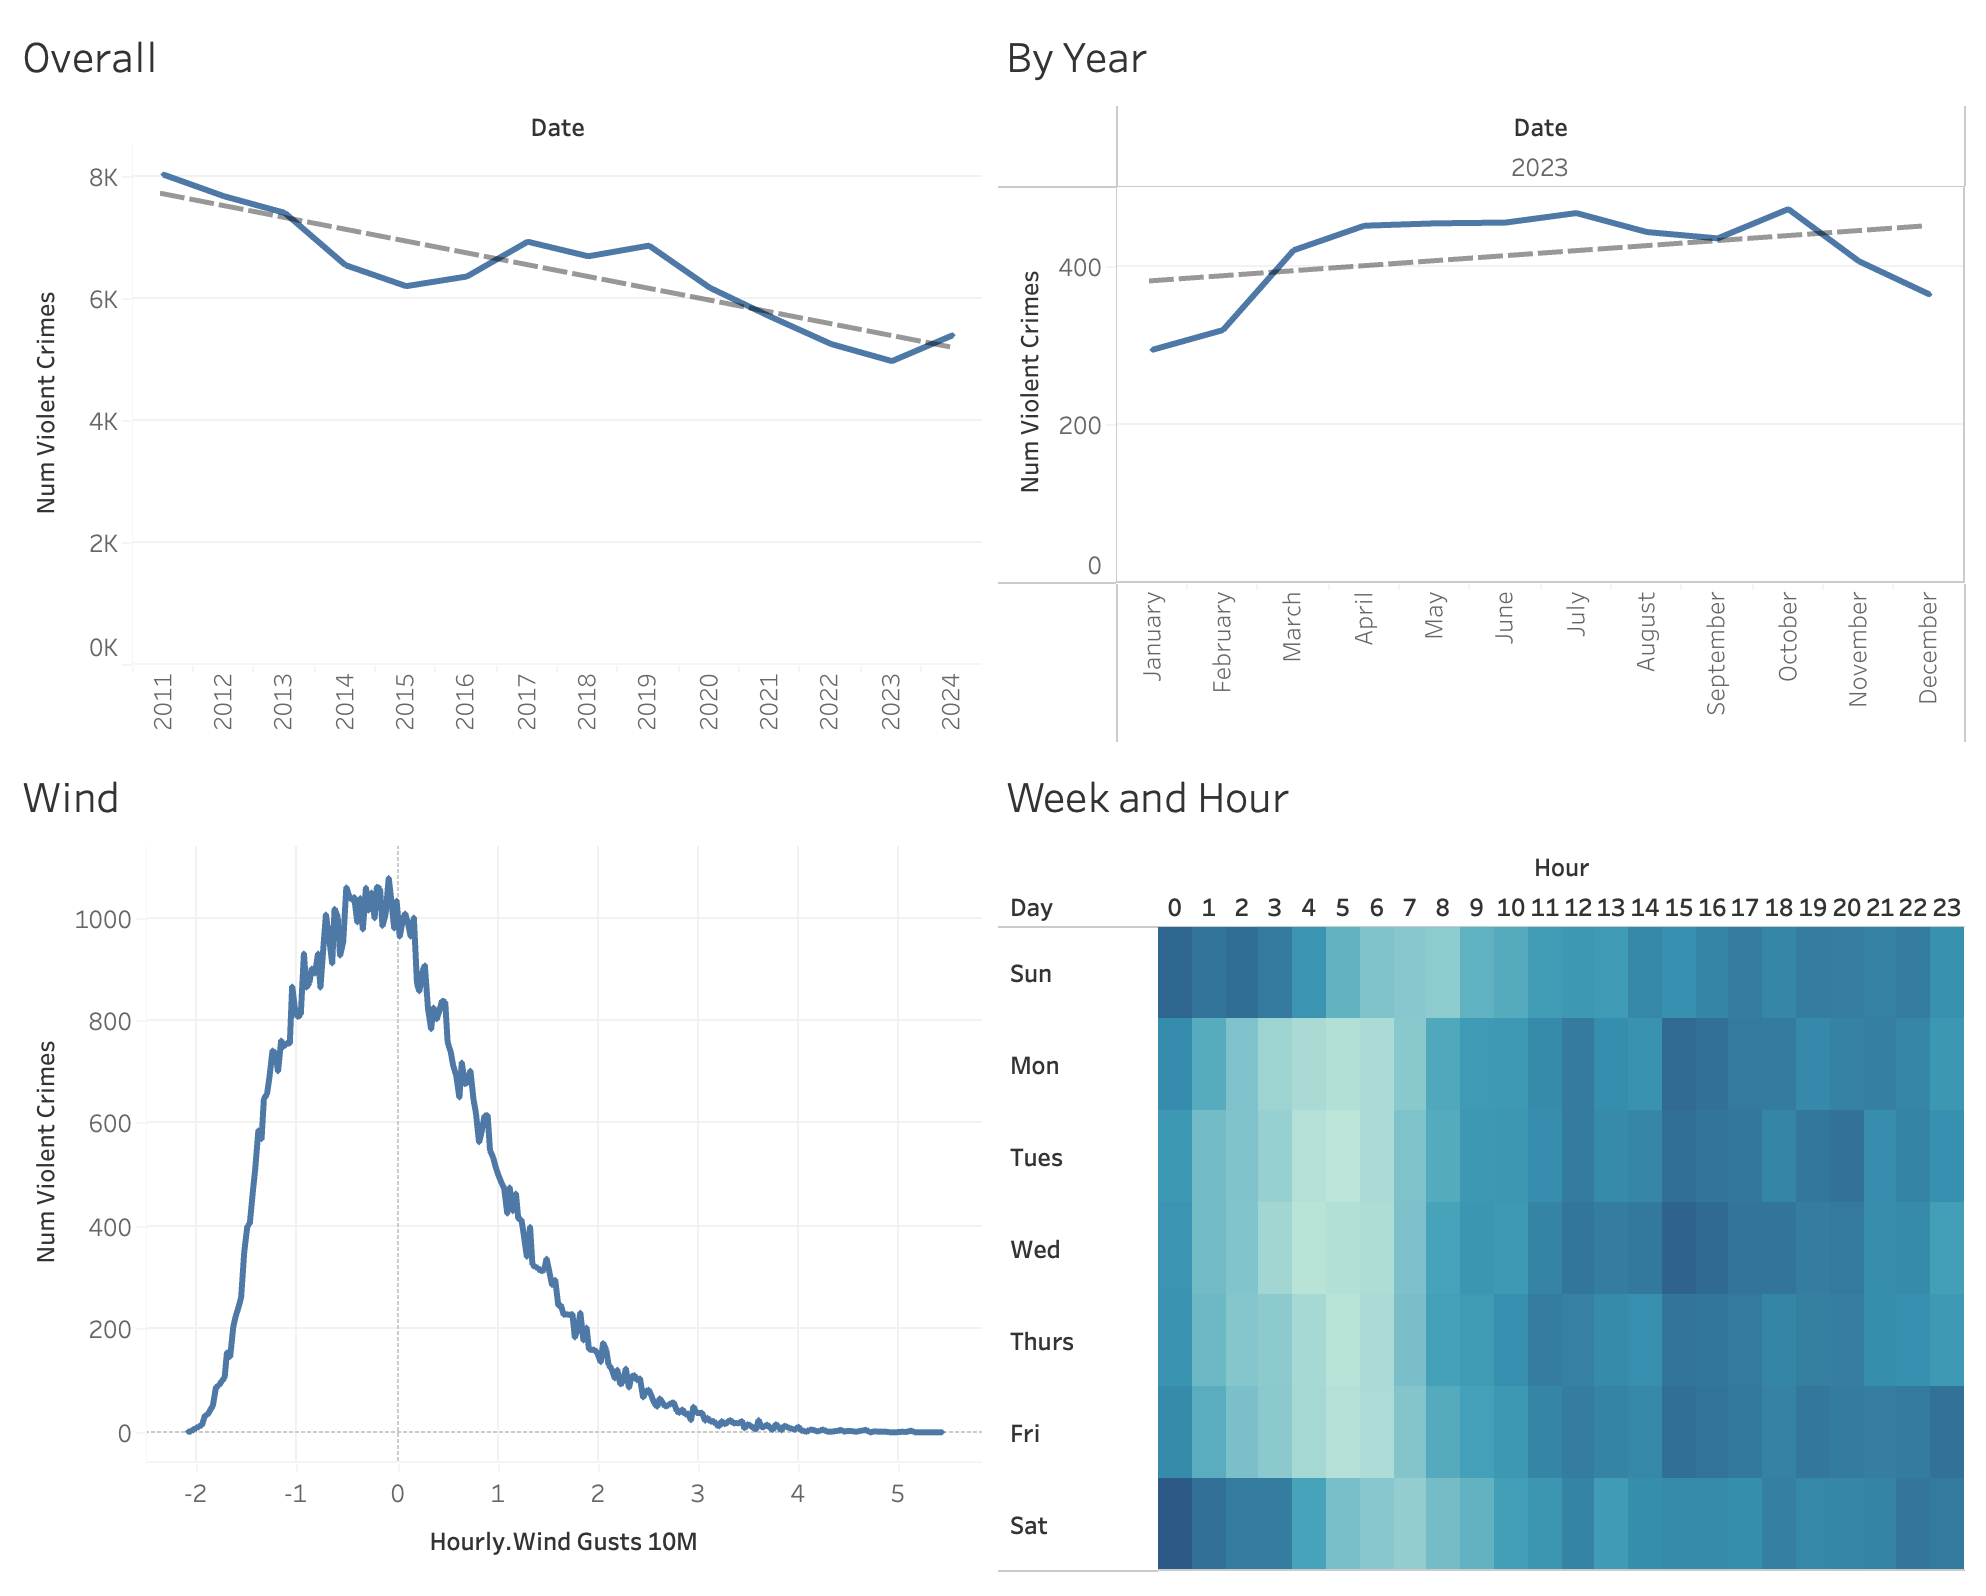 Overall
Date
Num Violent Crimes
8K
6K
4K
2K
0K
2011 2012 2013 2014 2015 2016 2017 2018 2019 2020 2021 2022 2023 2024
By Year
Date
2023
Num Violent Crimes
400
200
0
January February March April May June July August September October November December
Wind
Num Violent Crimes
1000
800
600
400
200
0
-2 -1 0 1 2 3 4 5
Hourly.Wind Gusts 10M
Week and Hour
Hour
Day 0 1 2 3 4 5 6 7 8 9 10 11 12 13 14 15 16 17 18 19 20 21 22 23
Sun
Mon
Tues
Wed
Thurs
Fri
Sat